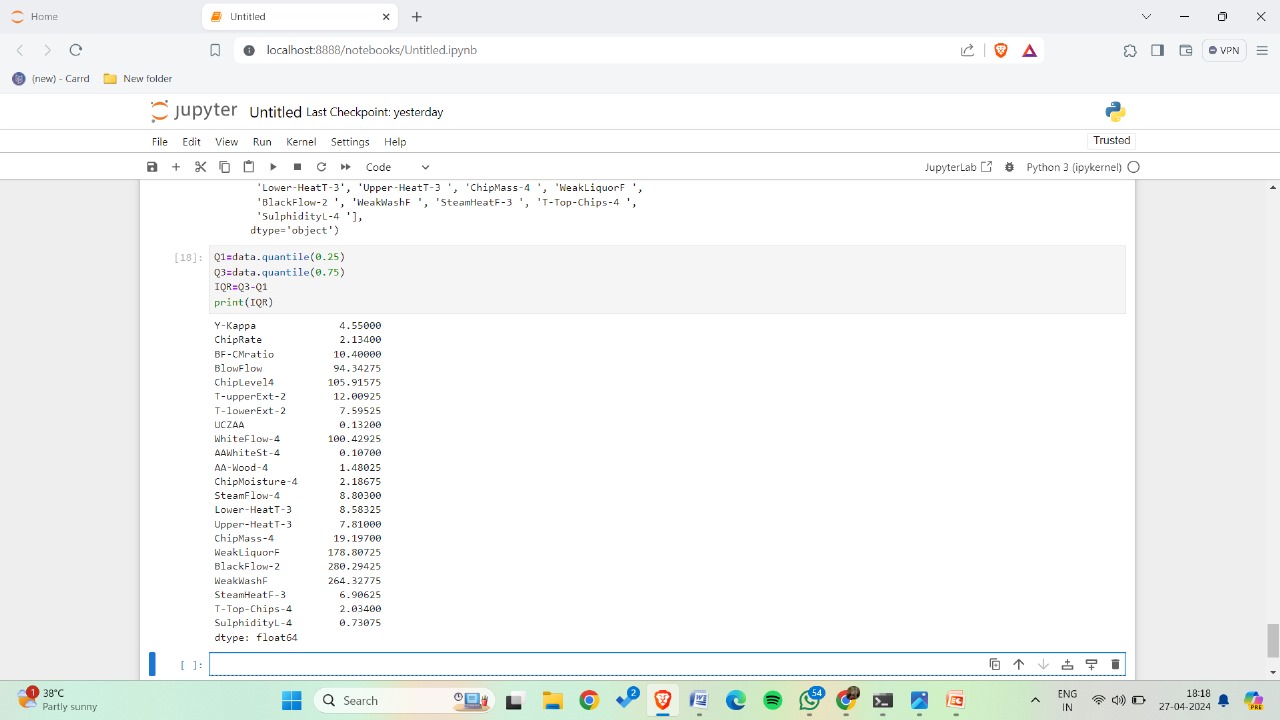 Home
Untitled
localhost:8888/notebooks/Untitled.ipynb
VPN
(new) - Carrd
New folder
jupyter Untitled Last Checkpoint: yesterday
File Edit View Run Kernel Settings Help
Trusted
Code
JupyterLab
Python 3 (ipykernel)
'Lower-HeatT-3', 'Upper-HeatT-3 ', 'ChipMass-4 ', 'WeakLiquorF ',
'BlackFlow-2 ', 'WeakWashF ', 'SteamHeatF-3 ', 'T-Top-Chips-4 ',
'SulphidityL-4 '],
dtype='object')
[18]: Q1=data.quantile(0.25)
Q3=data.quantile(0.75)
IQR=Q3-Q1
print(IQR)
Y-Kappa 4.55000
ChipRate 2.13400
BF-CMratio 10.40000
BlowFlow 94.34275
ChipLevel4 105.91575
T-upperExt-2 12.00925
T-lowerExt-2 7.59525
UCZAA 0.13200
WhiteFlow-4 100.42925
AAWhiteSt-4 0.10700
AA-Wood-4 1.48025
ChipMoisture-4 2.18675
SteamFlow-4 8.80300
Lower-HeatT-3 8.58325
Upper-HeatT-3 7.81000
ChipMass-4 19.19700
WeakLiquorF 178.80725
BlackFlow-2 280.29425
WeakWashF 264.32775
SteamHeatF-3 6.90625
T-Top-Chips-4 2.03400
SulphidityL-4 0.73075
dtype: float64
[ ]:
1
38°C
Partly sunny
Search
2
54
ENG
IN
18:18
27-04-2024
PRE